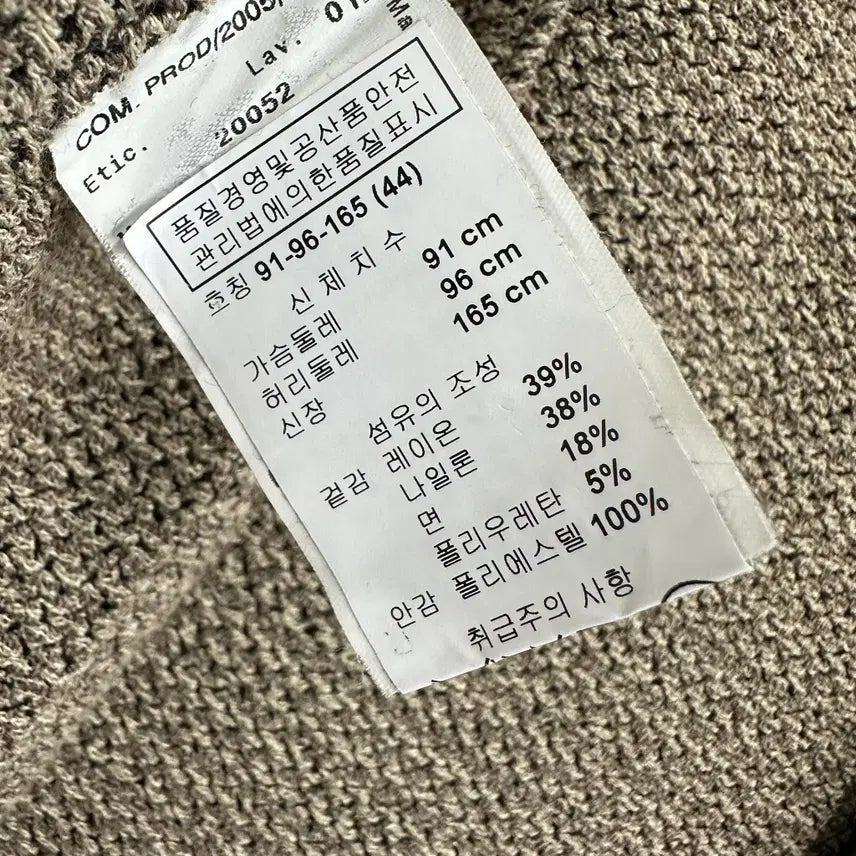 COM. PROD/2005/
Lav.
Etic. 20052
Ma
품질경영및공산품안전
관리법에의한품질표시
호칭 91-96-165 (44)
신 체 치 수
가슴둘레 91 cm
허리둘레 96 cm
신장 165 cm
섬유의 조성
겉감 레이온 39%
나일론 38%
면 18%
폴리우레탄 5%
안감 폴리에스텔 100%
취급주의 사항